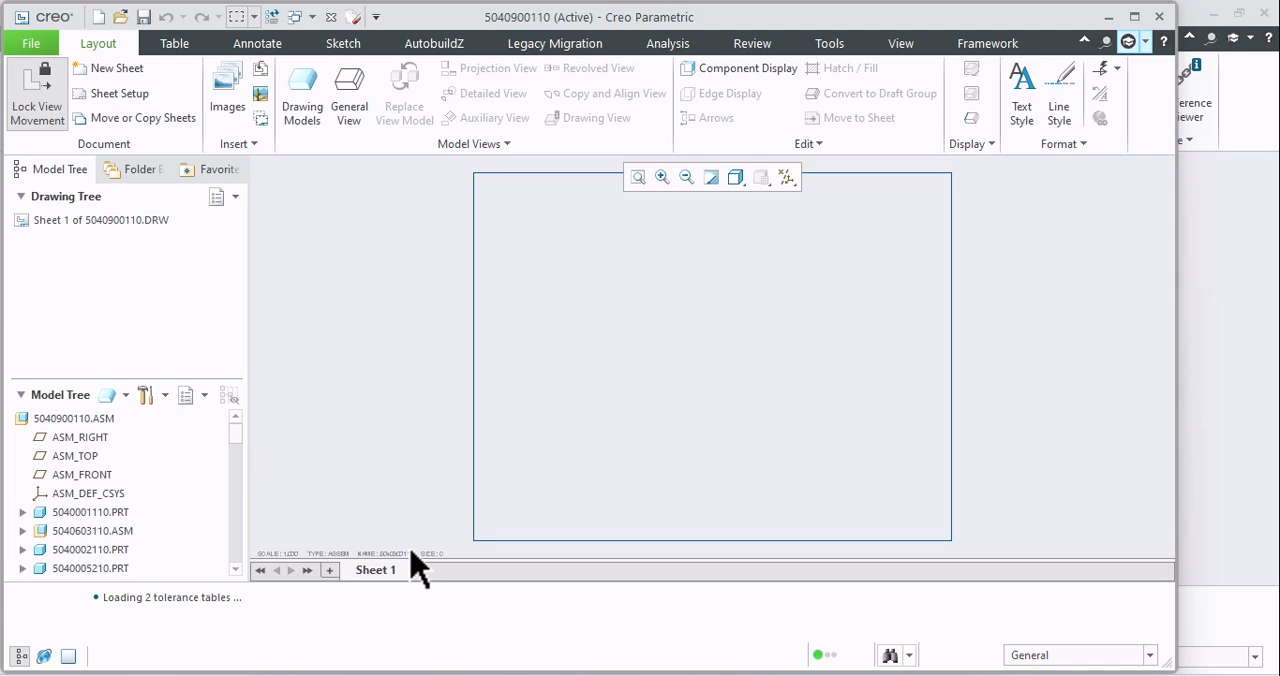 creo
5040900110 (Active) - Creo Parametric
File Layout Table Annotate Sketch AutobuildZ Legacy Migration Analysis Review Tools View Framework
Lock View Movement
New Sheet
Sheet Setup
Move or Copy Sheets
Document
Images
Insert
Drawing Models
General View
Replace View Model
Projection View
Detailed View
Auxiliary View
Revolved View
Copy and Align View
Drawing View
Model Views
Component Display
Edge Display
Arrows
Hatch / Fill
Convert to Draft Group
Move to Sheet
Edit
Display
Text Style
Line Style
Format
ference
ewer
Model Tree Folder Favorite
Drawing Tree
Sheet 1 of 5040900110.DRW
Model Tree
5040900110.ASM
ASM_RIGHT
ASM_TOP
ASM_FRONT
ASM_DEF_CSYS
5040001110.PRT
5040603110.ASM
5040002110.PRT
5040005210.PRT
Sheet 1
Loading 2 tolerance tables ...
General